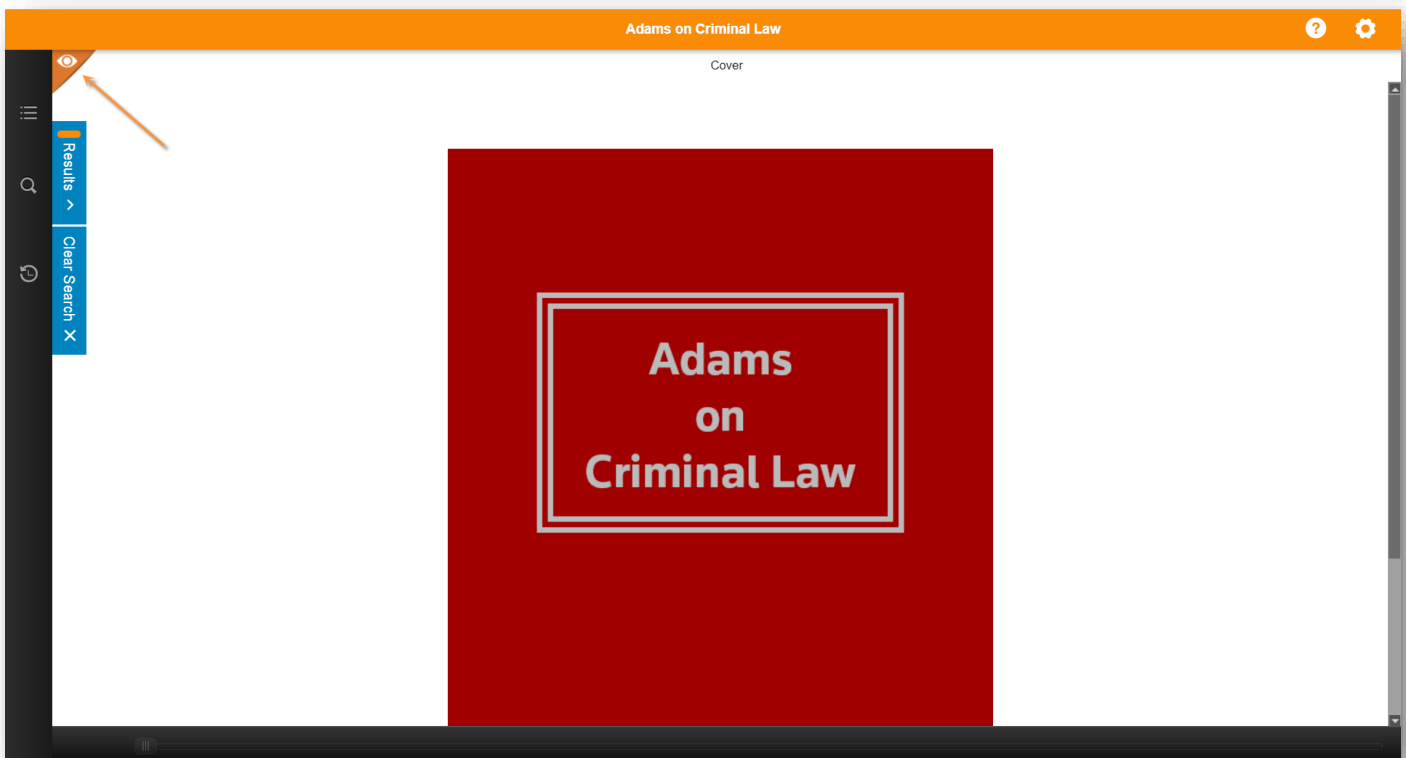 Adams on Criminal Law
?
Cover
Results
Clear Search
Adams
on
Criminal Law